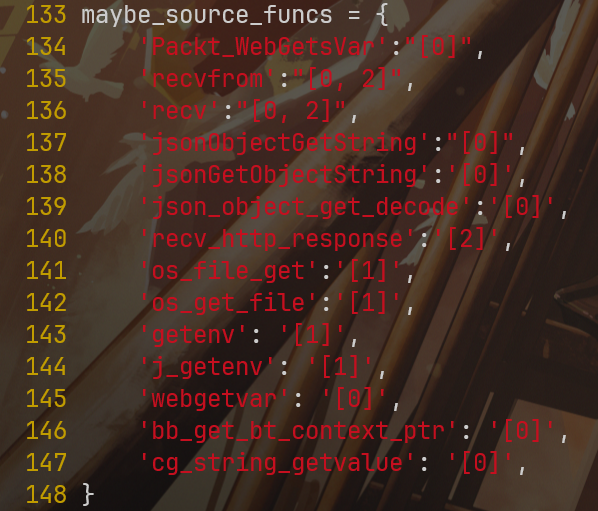 133 maybe_source_funcs = {
134     'Packt_WebGetsVar':"[0]",
135     'recvfrom':"[0, 2]",
136     'recv':"[0, 2]",
137     'jsonObjectGetString':"[0]",
138     'jsonGetObjectString':'[0]',
139     'json_object_get_decode':'[0]',
140     'recv_http_response':'[2]',
141     'os_file_get':'[1]',
142     'os_get_file':'[1]',
143     'getenv': '[1]',
144     'j_getenv': '[1]',
145     'webgetvar': '[0]',
146     'bb_get_bt_context_ptr': '[0]',
147     'cg_string_getvalue': '[0]',
148 }